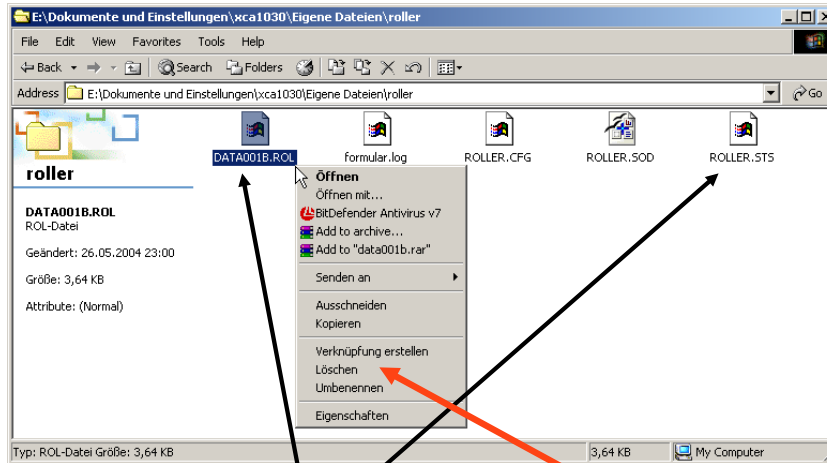 E:\Dokumente und Einstellungen\xca1030\Eigene Dateien\roller
File Edit View Favorites Tools Help
Back Search Folders
Address E:\Dokumente und Einstellungen\xca1030\Eigene Dateien\roller Go
DATA001B.ROL formular.log ROLLER.CFG ROLLER.SOD ROLLER.STS
roller
DATA001B.ROL
ROL-Datei
Geändert: 26.05.2004 23:00
Größe: 3,64 KB
Attribute: (Normal)
Öffnen
Öffnen mit...
BitDefender Antivirus v7
Add to archive...
Add to "data001b.rar"
Senden an
Ausschneiden
Kopieren
Verknüpfung erstellen
Löschen
Umbenennen
Eigenschaften
Typ: ROL-Datei Größe: 3,64 KB 3,64 KB My Computer